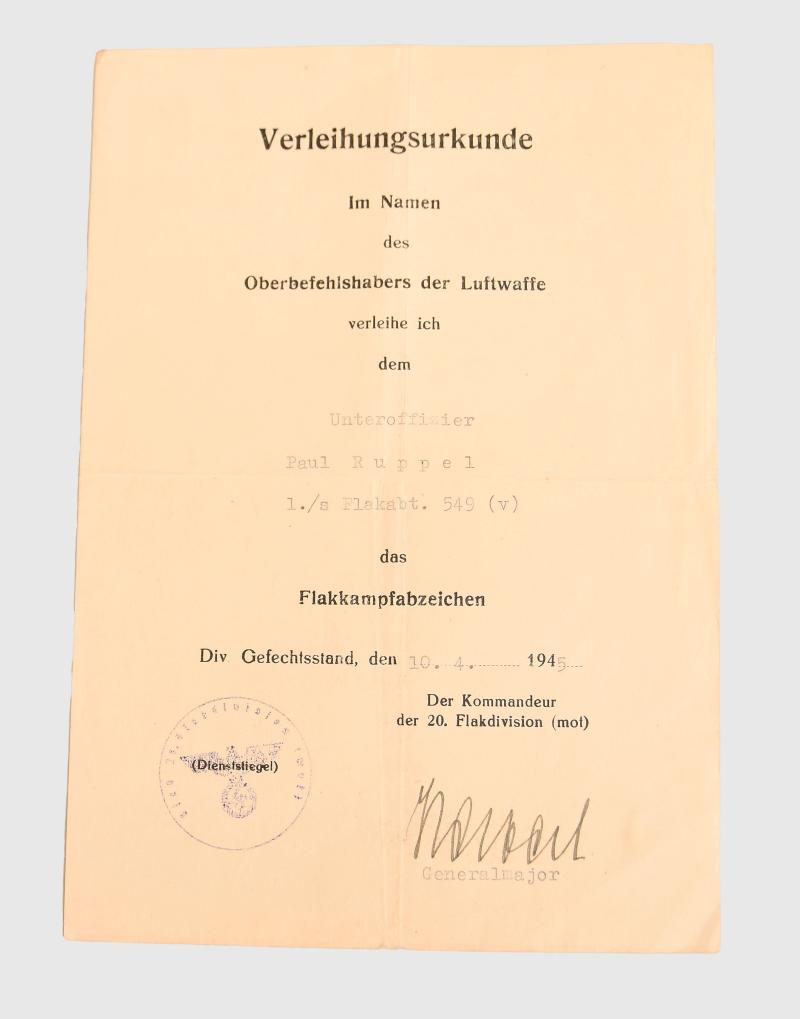 Verleihungsurkunde
Im Namen
des
Oberbefehlshabers der Luftwaffe
verleihe ich
dem
Unteroffizier
Paul Ruppel
1./s Flakabt. 549 (v)
das
Flakkampfabzeichen
Div Gefechtsstand, den 10. 4. 1945
Der Kommandeur
der 20. Flakdivision (mot)
(Dienststiegel)
Generalmajor